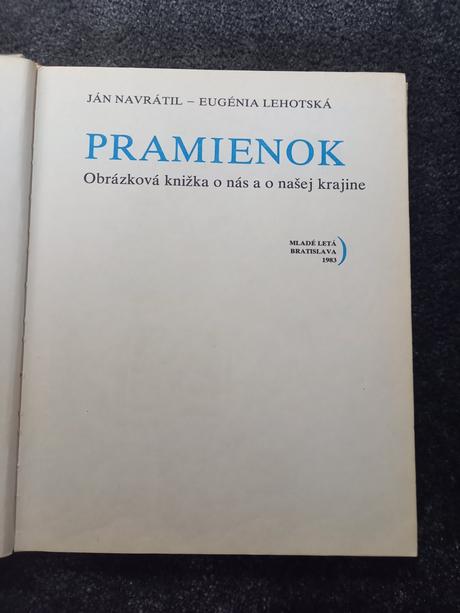 JÁN NAVRÁTIL – EUGÉNIA LEHOTSKÁ
PRAMIENOK
Obrázková knižka o nás a o našej krajine
MLADÉ LETÁ
BRATISLAVA
1983